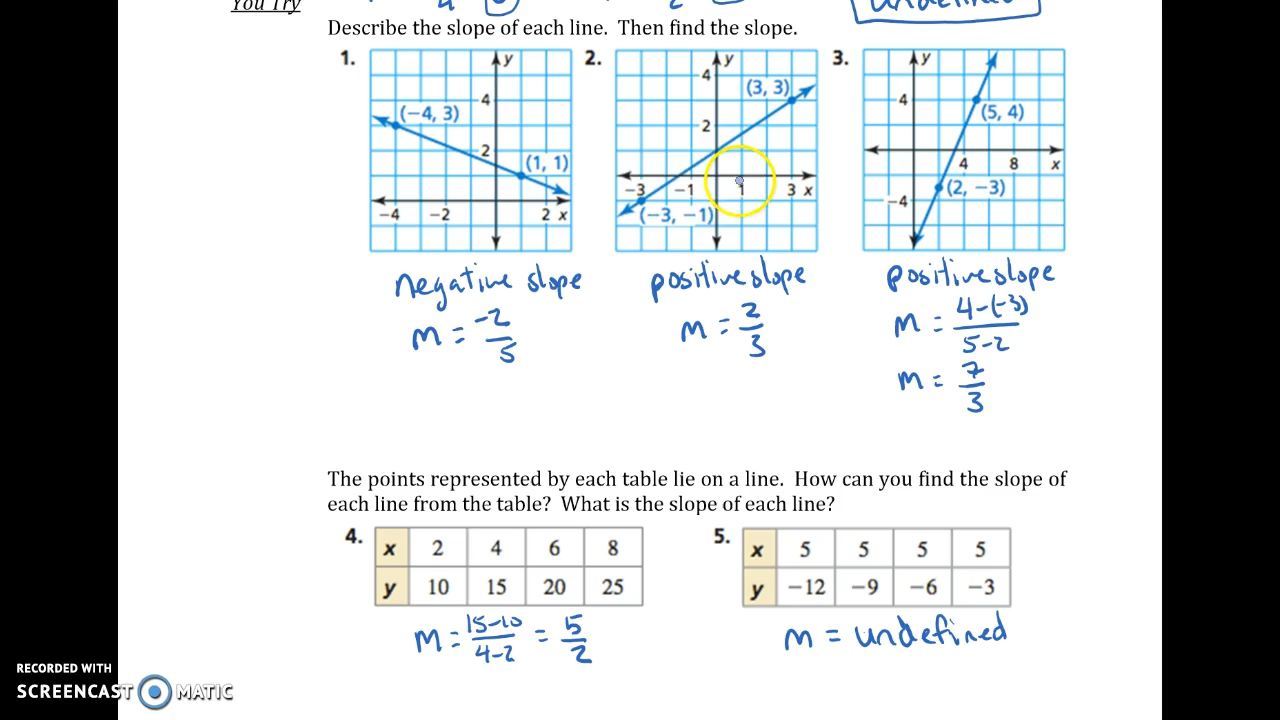 You Try
undefined
Describe the slope of each line. Then find the slope.
1.
y
4
2
(−4, 3)
(1, 1)
−4 −2 2 x
negative slope
m = -2/5
2.
y
4
2
(3, 3)
−3 −1 1 3 x
(−3, −1)
positive slope
m = 2/3
3.
y
4
(5, 4)
4 8 x
(2, −3)
−4
positive slope
m = 4-(-3)/5-2
m = 7/3
The points represented by each table lie on a line. How can you find the slope of
each line from the table? What is the slope of each line?
4.
x 2 4 6 8
y 10 15 20 25
m = 15-10/4-2 = 5/2
5.
x 5 5 5 5
y −12 −9 −6 −3
m = undefined
RECORDED WITH
SCREENCAST MATIC